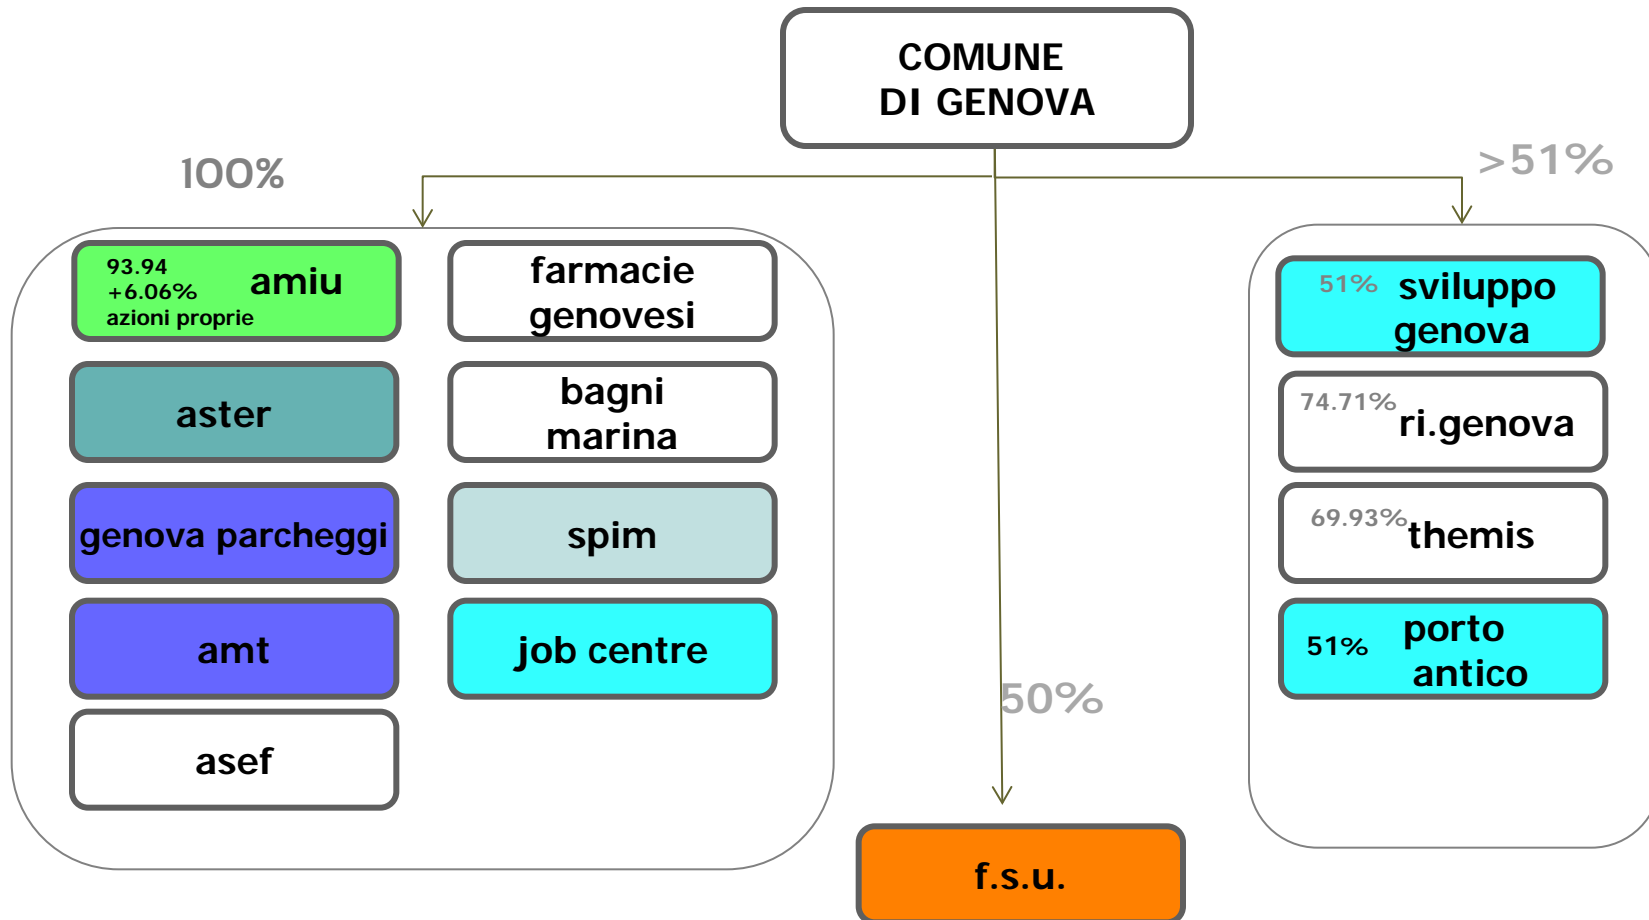 COMUNE
DI GENOVA
100%
>51%
93.94
+6.06%
azioni proprie
amiu
farmacie
genovesi
aster
bagni
marina
genova parcheggi
spim
amt
job centre
asef
50%
f.s.u.
51% sviluppo
genova
74.71% ri.genova
69.93% themis
51% porto
antico